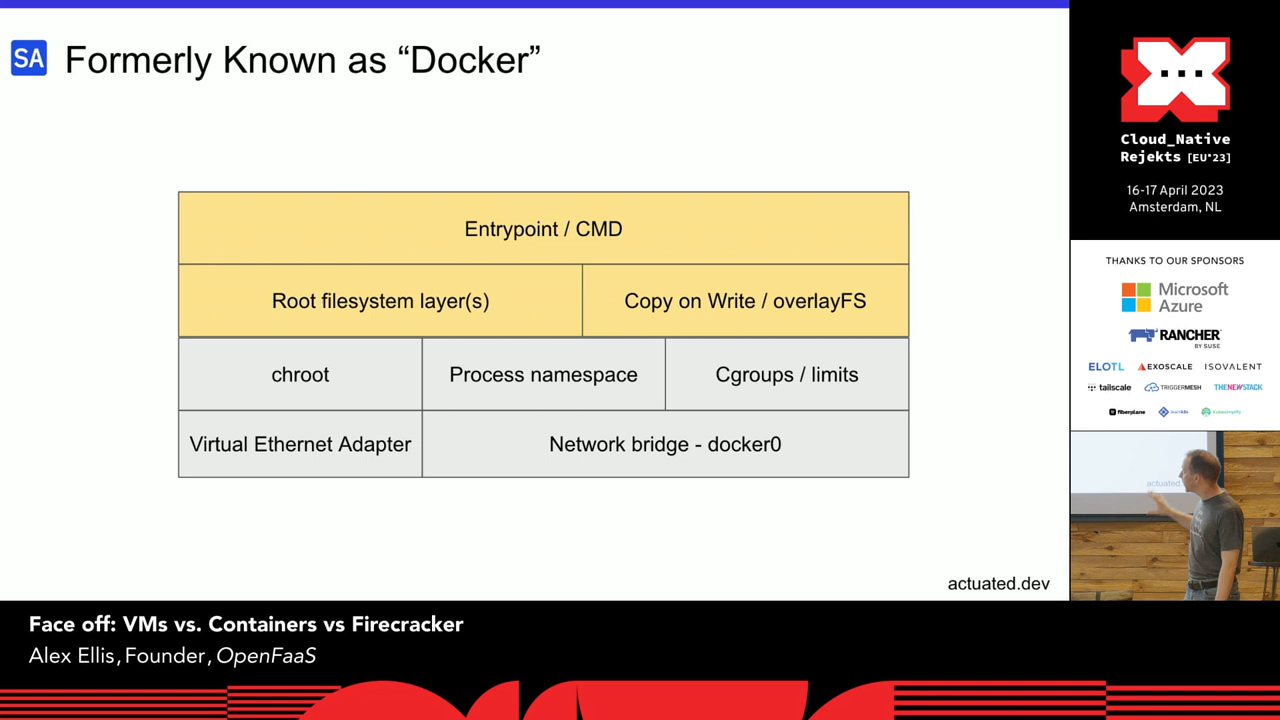 SA Formerly Known as “Docker”
Entrypoint / CMD
Root filesystem layer(s)
Copy on Write / overlayFS
chroot
Process namespace
Cgroups / limits
Virtual Ethernet Adapter
Network bridge - docker0
actuated.dev
Cloud_Native
Rejekts [EU'23]
16-17 April 2023
Amsterdam, NL
THANKS TO OUR SPONSORS
Microsoft
Azure
RANCHER
BY SUSE
ELOTL
EXOSCALE
ISOVALENT
tailscale
TRIGGERMESH
THENEWSTACK
fiberplane
actuated.
Face off: VMs vs. Containers vs Firecracker
Alex Ellis, Founder, OpenFaaS